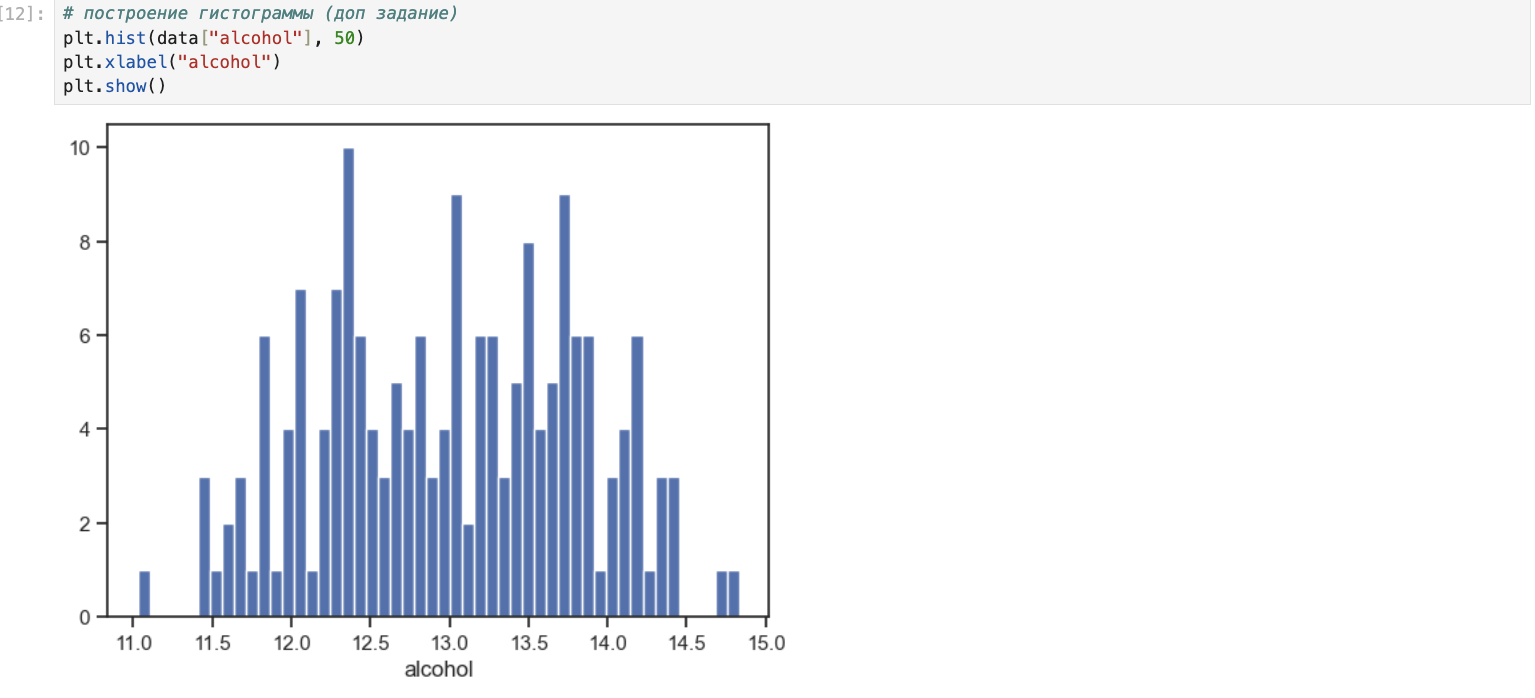 [12]: # построение гистограммы (доп задание)
plt.hist(data["alcohol"], 50)
plt.xlabel("alcohol")
plt.show()
10
8
6
4
2
0
11.0 11.5 12.0 12.5 13.0 13.5 14.0 14.5 15.0
alcohol